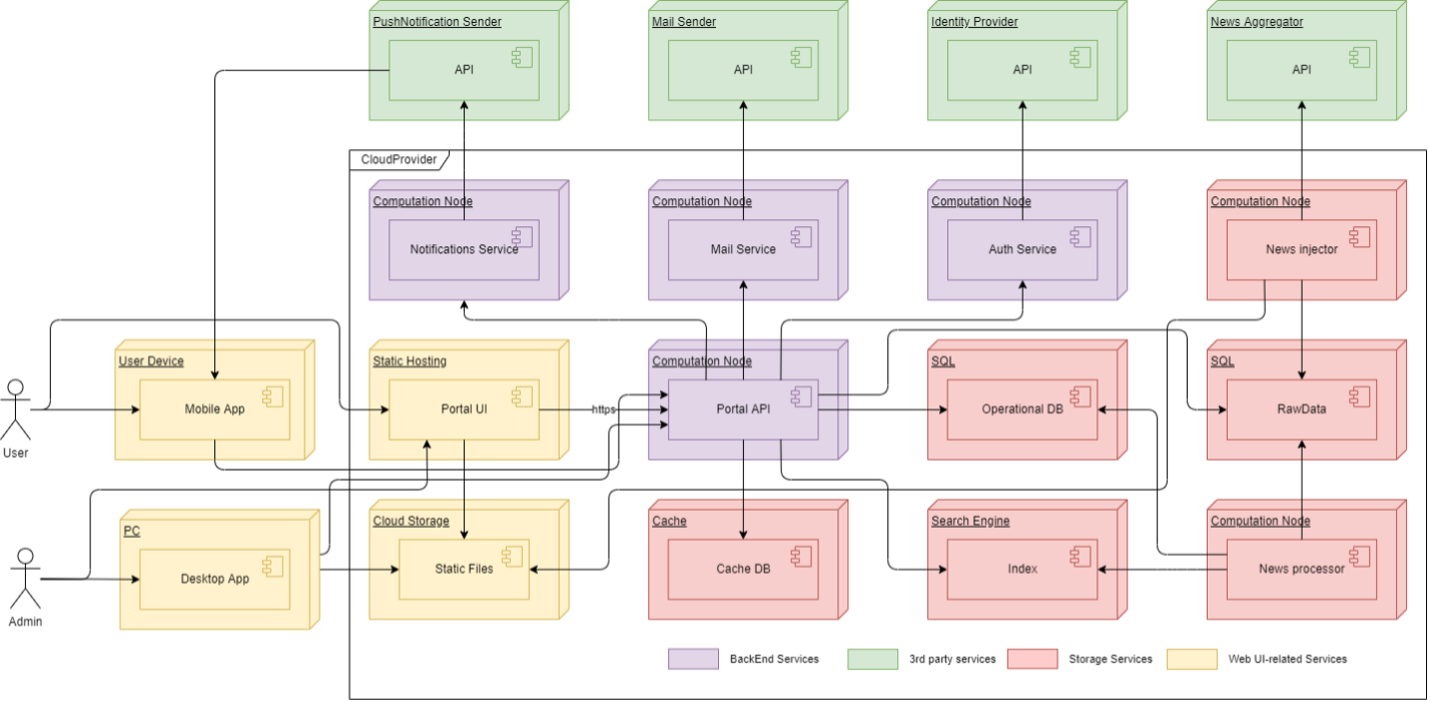 PushNotification Sender
API
Mail Sender
API
Identity Provider
API
News Aggregator
API
CloudProvider
Computation Node
Notifications Service
Computation Node
Mail Service
Computation Node
Auth Service
Computation Node
News injector
User
User Device
Mobile App
Static Hosting
Portal UI
https
Computation Node
Portal API
SQL
Operational DB
SQL
RawData
Admin
PC
Desktop App
Cloud Storage
Static Files
Cache
Cache DB
Search Engine
Index
Computation Node
News processor
BackEnd Services
3rd party services
Storage Services
Web UI-related Services